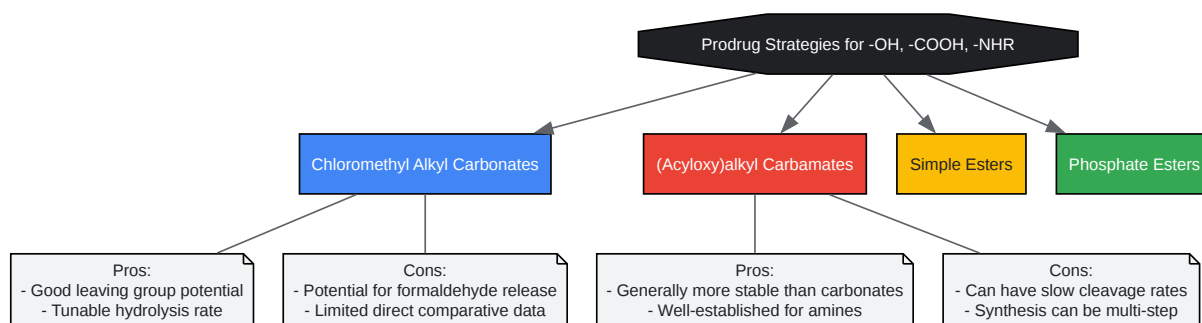 Prodrug Strategies for -OH, -COOH, -NHR
Chloromethyl Alkyl Carbonates
(Acyloxy)alkyl Carbamates
Simple Esters
Phosphate Esters
Pros:
- Good leaving group potential
- Tunable hydrolysis rate
Cons:
- Potential for formaldehyde release
- Limited direct comparative data
Pros:
- Generally more stable than carbonates
- Well-established for amines
Cons:
- Can have slow cleavage rates
- Synthesis can be multi-step